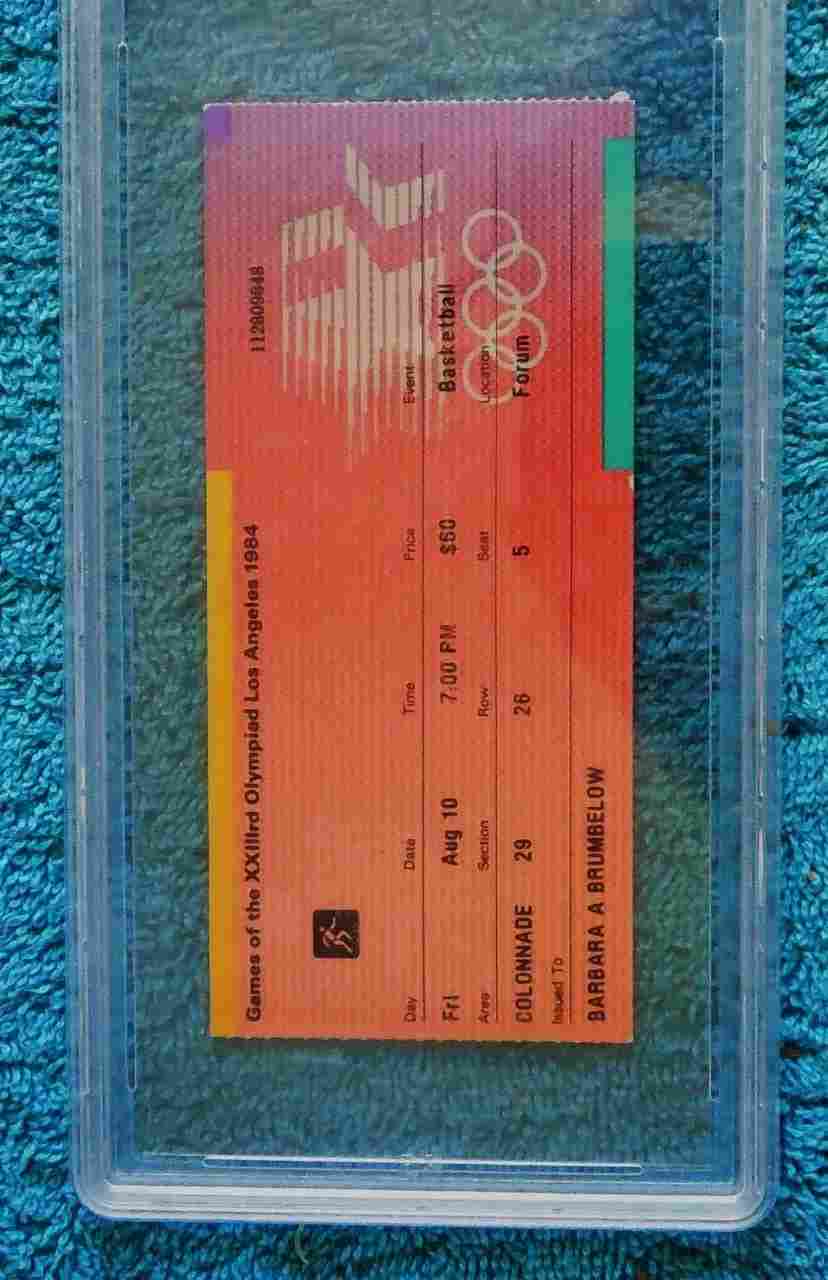 112809848
Games of the XXIIIrd Olympiad Los Angeles 1984
Day Date Time Price Event
Fri Aug 10 7:00 PM $60 Basketball
Area Section Row Seat Location
COLONNADE 29 26 5 Forum
Issued To
BARBARA A BRUMBELOW